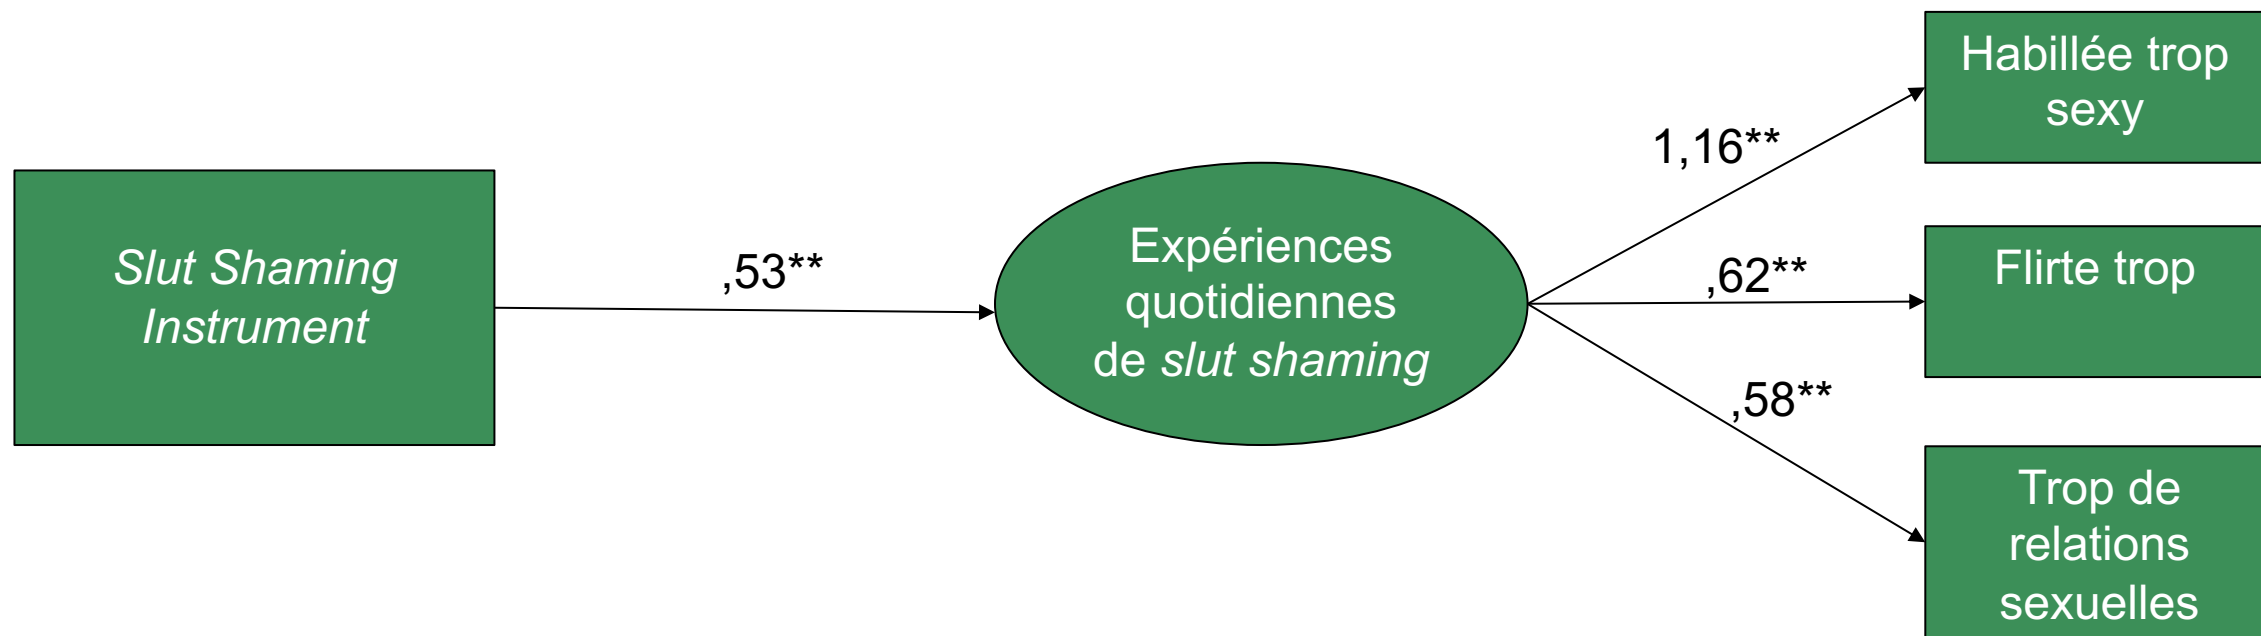 Slut Shaming
Instrument
,53**
Expériences
quotidiennes
de slut shaming
1,16**
,62**
,58**
Habillée trop
sexy
Flirte trop
Trop de
relations
sexuelles